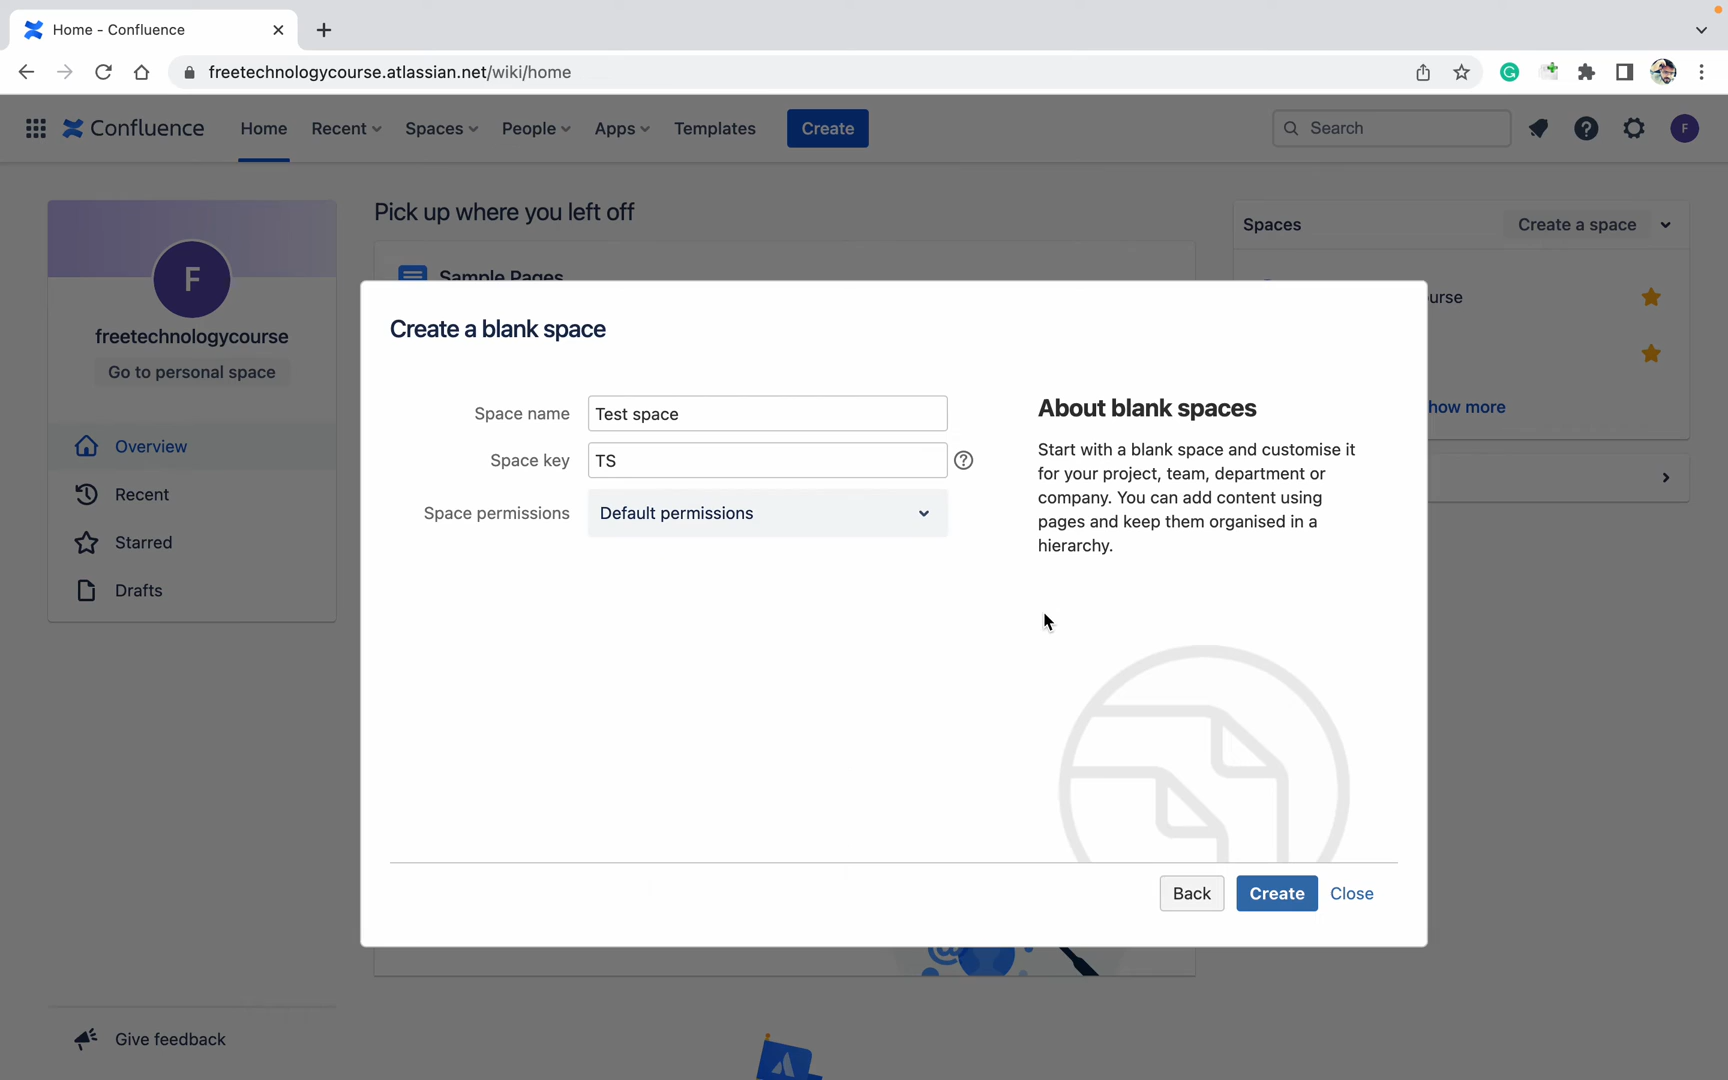 Home - Confluence
freetechnologycourse.atlassian.net/wiki/home
Confluence
Home
Recent
Spaces
People
Apps
Templates
Create
Search
F
F
freetechnologycourse
Go to personal space
Overview
Recent
Starred
Drafts
Give feedback
Pick up where you left off
Sample Pages
Spaces
Create a space
urse
how more
Create a blank space
Space name
Test space
Space key
TS
Space permissions
Default permissions
About blank spaces
Start with a blank space and customise it
for your project, team, department or
company. You can add content using
pages and keep them organised in a
hierarchy.
Back
Create
Close